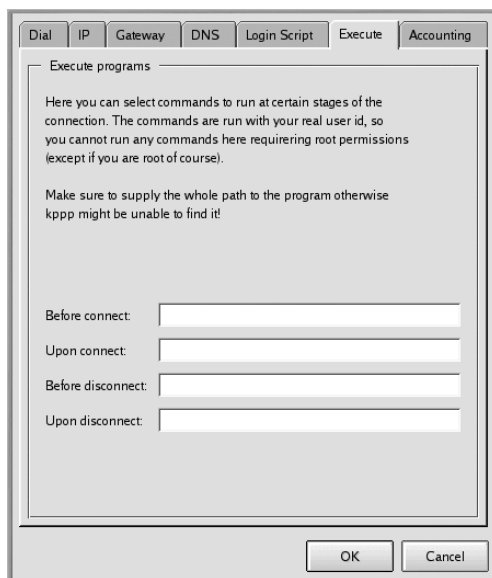 Dial IP Gateway DNS Login Script Execute Accounting
Execute programs
Here you can select commands to run at certain stages of the
connection. The commands are run with your real user id, so
you cannot run any commands here requirering root permissions
(except if you are root of course).
Make sure to supply the whole path to the program otherwise
kppp might be unable to find it!
Before connect:
Upon connect:
Before disconnect:
Upon disconnect:
OK Cancel